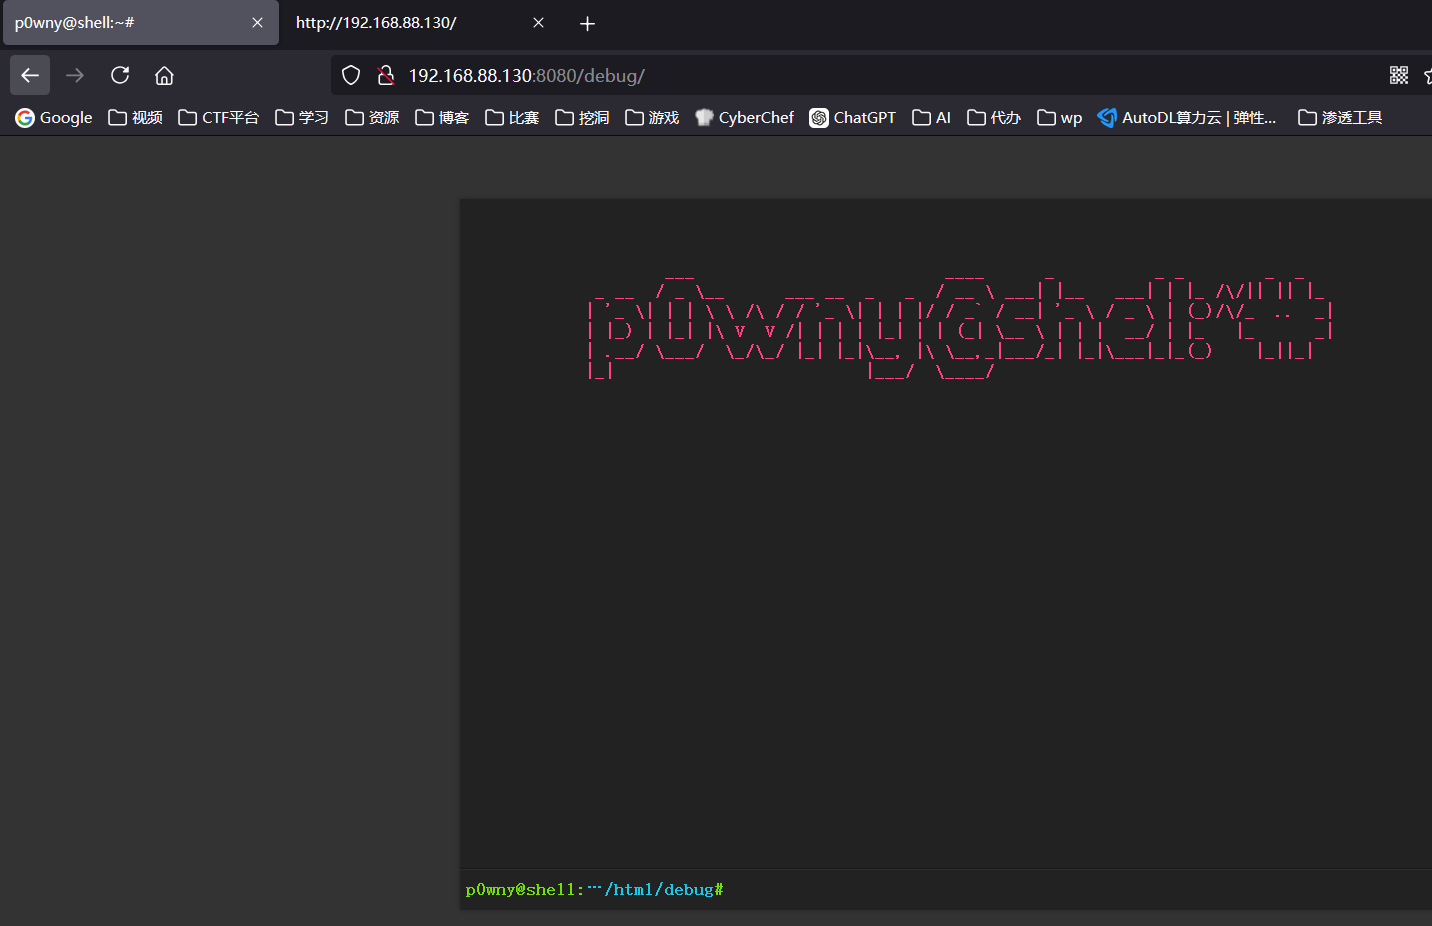 p0wny@shell:~#
http://192.168.88.130/
192.168.88.130:8080/debug/
Google 视频 CTF平台 学习 资源 博客 比赛 挖洞 游戏 CyberChef ChatGPT AI 代办 wp AutoDL算力云 | 弹性... 渗透工具
p0wny@shell:~#
p0wny@shell:…/html/debug#